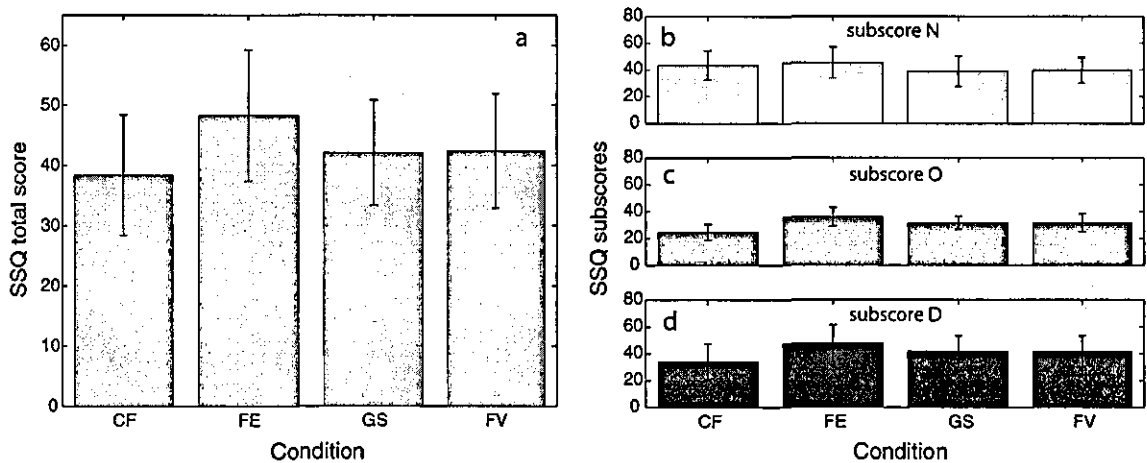 a
60
50
40
30
20
10
0
SSQ total score
CF FE GS FV
Condition
b
subscore N
80
60
40
20
0
c
subscore O
80
60
40
20
0
d
subscore D
80
60
40
20
0
SSQ subscores
CF FE GS FV
Condition